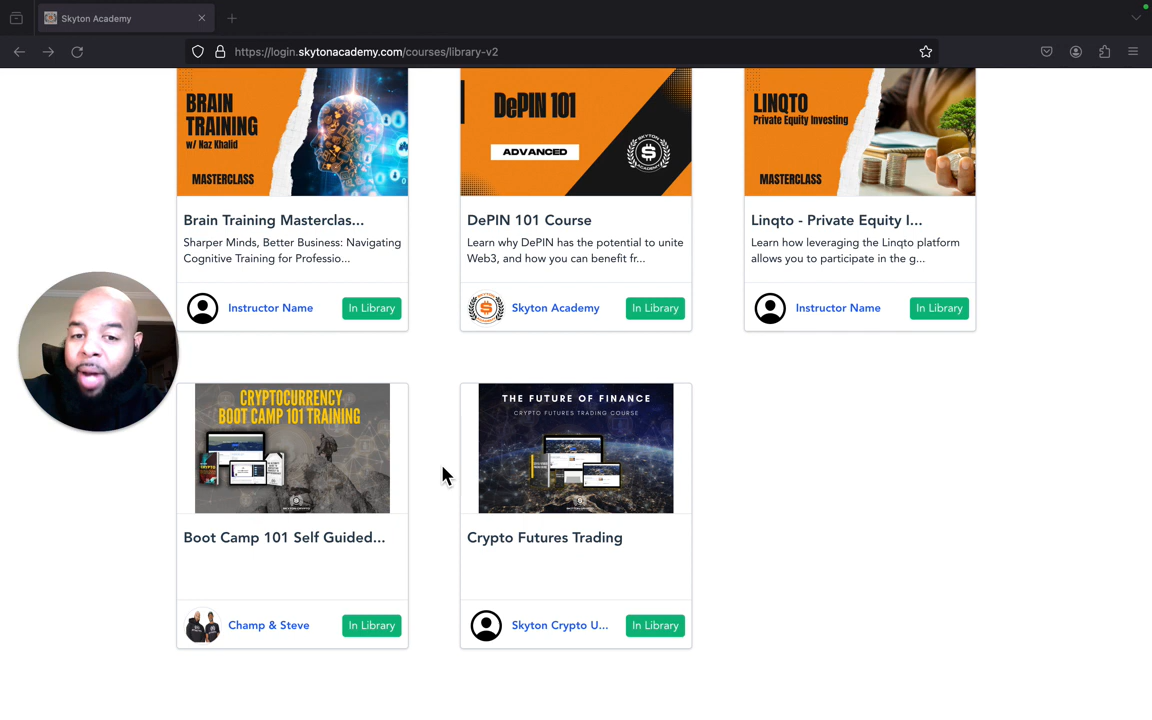 Skyton Academy
https://login.skytonacademy.com/courses/library-v2
BRAIN
TRAINING
w/ Naz Khalid
MASTERCLASS
DePIN 101
ADVANCED
SKYTON
ACADEMY
LINQTO
Private Equity Investing
MASTERCLASS
Brain Training Masterclas...
Sharper Minds, Better Business: Navigating
Cognitive Training for Professio...
Instructor Name
In Library
DePIN 101 Course
Learn why DePIN has the potential to unite
Web3, and how you can benefit fr...
Skyton Academy
In Library
Linqto - Private Equity I...
Learn how leveraging the Linqto platform
allows you to participate in the g...
Instructor Name
In Library
CRYPTOCURRENCY
BOOT CAMP 101 TRAINING
Boot Camp 101 Self Guided...
Champ & Steve
In Library
THE FUTURE OF FINANCE
CRYPTO FUTURES TRADING COURSE
Crypto Futures Trading
Skyton Crypto U...
In Library